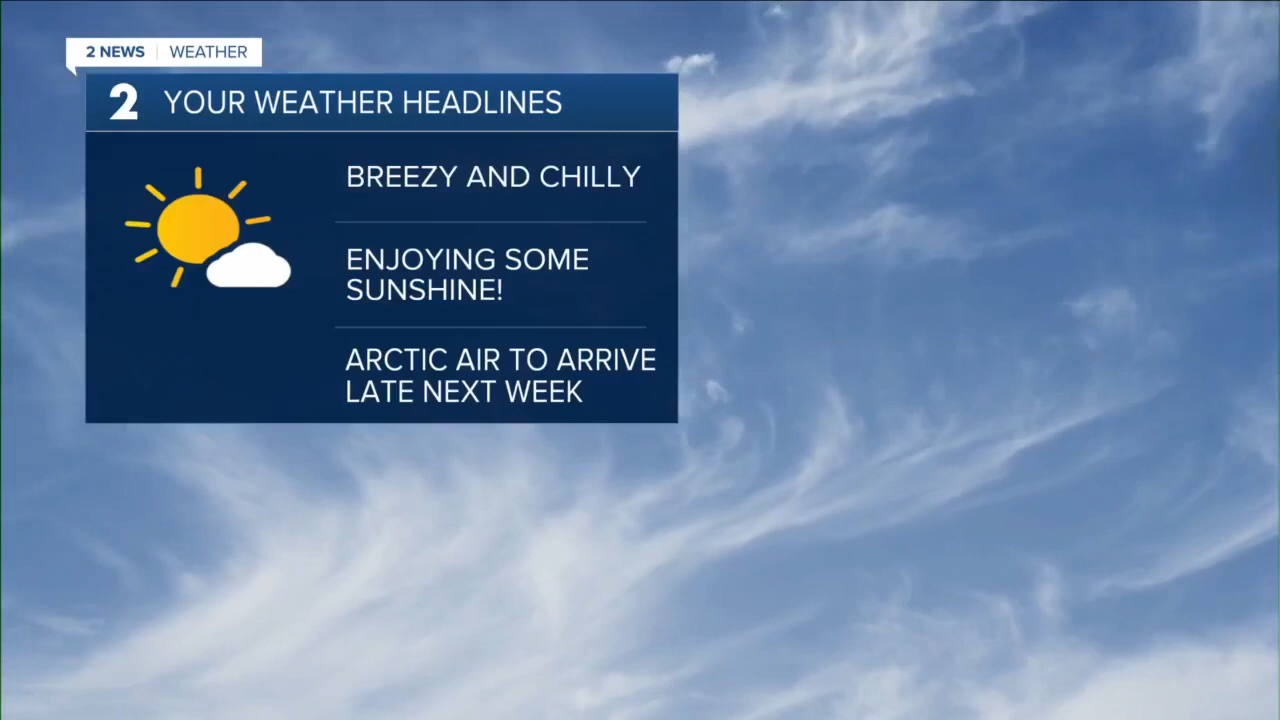 2 NEWS | WEATHER
2 YOUR WEATHER HEADLINES
BREEZY AND CHILLY
ENJOYING SOME
SUNSHINE!
ARCTIC AIR TO ARRIVE
LATE NEXT WEEK